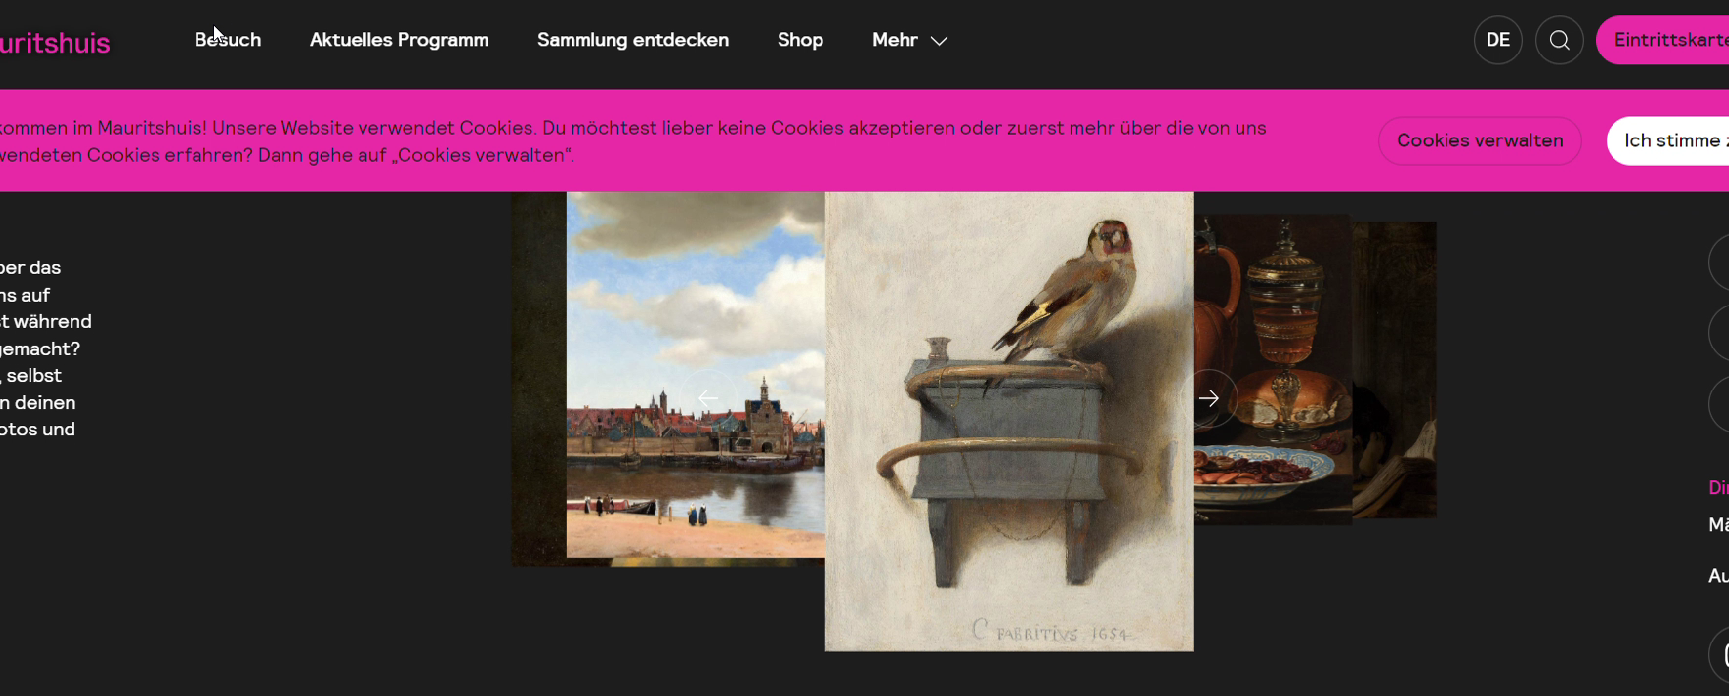 uritshuis
Besuch
Aktuelles Programm
Sammlung entdecken
Shop
Mehr
DE
Eintrittskarte
kommen im Mauritshuis! Unsere Website verwendet Cookies. Du möchtest lieber keine Cookies akzeptieren oder zuerst mehr über die von uns
wendeten Cookies erfahren? Dann gehe auf „Cookies verwalten“.
Cookies verwalten
Ich stimme z
ber das
ns auf
st während
gemacht?
, selbst
n deinen
otos und
C FABRITIVS 1654
Dir
Mä
Au